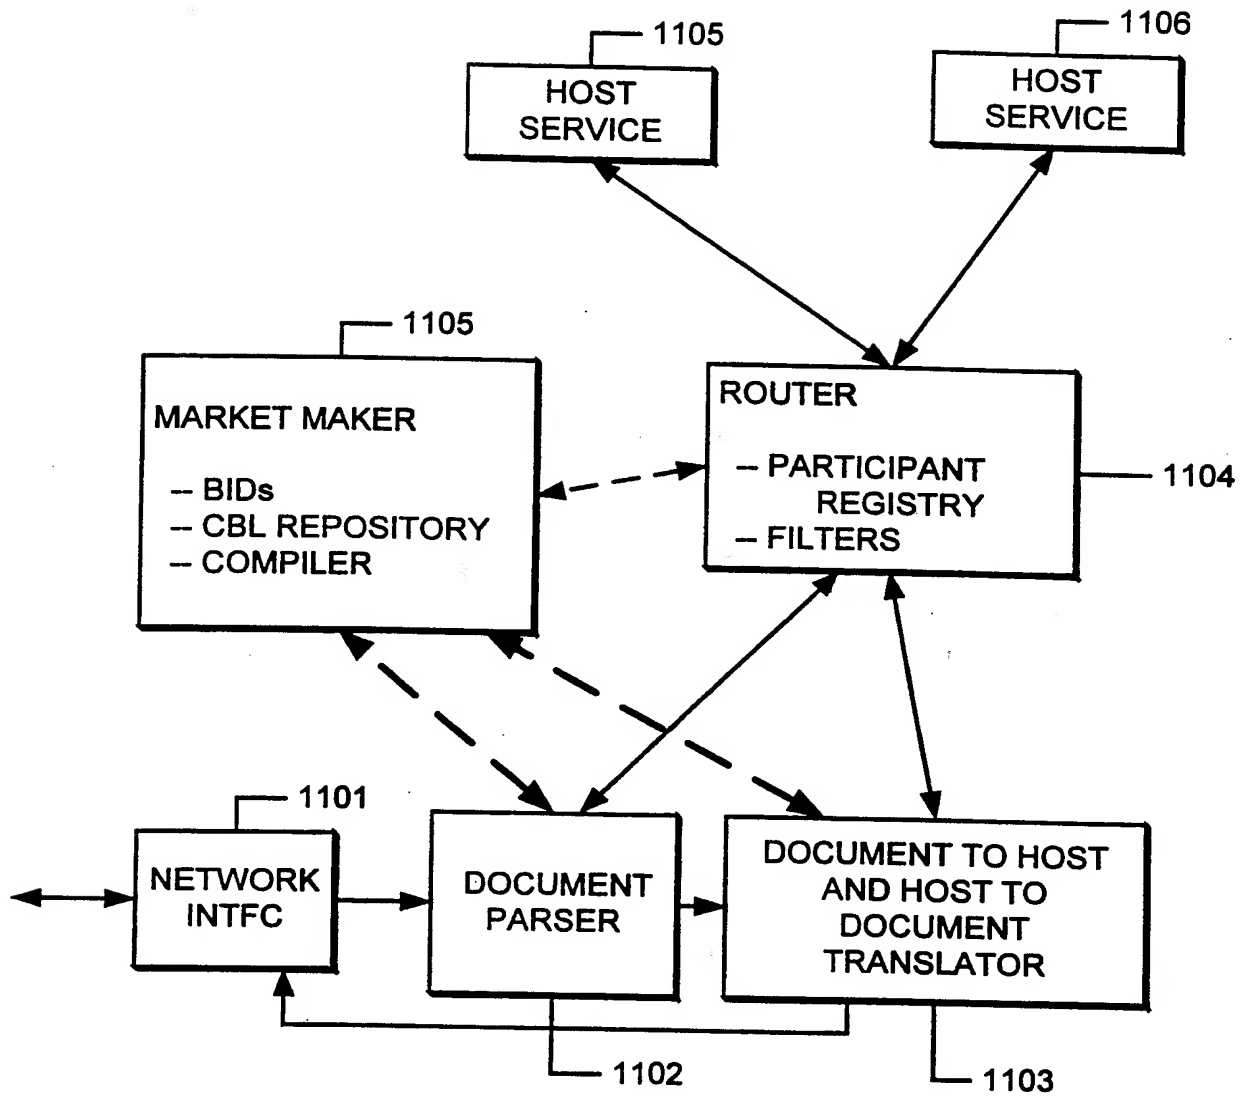 1105
HOST
SERVICE
1106
HOST
SERVICE
1105
MARKET MAKER
– BIDs
– CBL REPOSITORY
– COMPILER
ROUTER
– PARTICIPANT
REGISTRY
– FILTERS
1104
1101
NETWORK
INTFC
DOCUMENT
PARSER
DOCUMENT TO HOST
AND HOST TO
DOCUMENT
TRANSLATOR
1102
1103